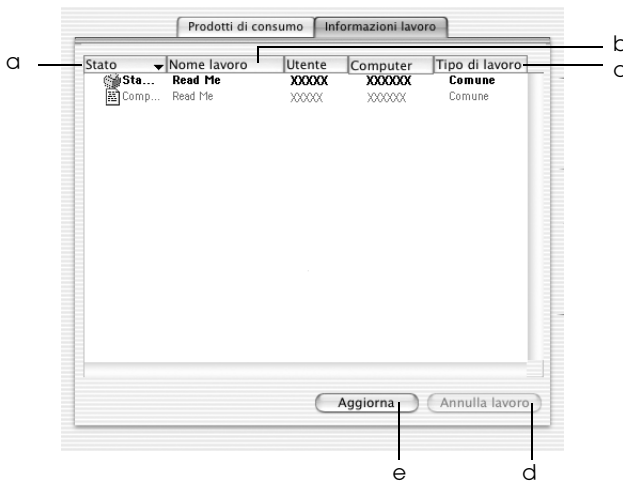 Prodotti di consumo Informazioni lavoro
b
a Stato Nome lavoro Utente Computer Tipo di lavoro
Sta... Read Me XXXXX XXXXXX Comune
Comp... Read Me XXXXX XXXXXX Comune
Aggiorna Annulla lavoro
e d